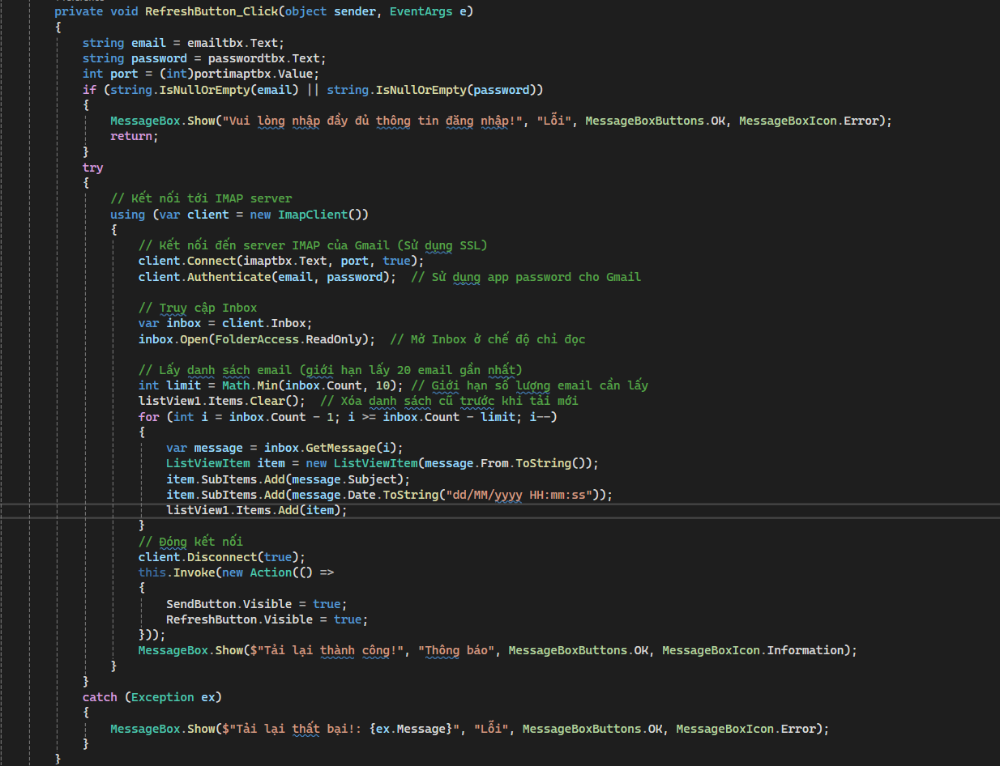 private void RefreshButton_Click(object sender, EventArgs e)
{
string email = emailtbx.Text;
string password = passwordtbx.Text;
int port = (int)portimaptbx.Value;
if (string.IsNullOrEmpty(email) || string.IsNullOrEmpty(password))
{
MessageBox.Show("Vui lòng nhập đầy đủ thông tin đăng nhập!", "Lỗi", MessageBoxButtons.OK, MessageBoxIcon.Error);
return;
}
try
{
// Kết nối tới IMAP server
using (var client = new ImapClient())
{
// Kết nối đến server IMAP của Gmail (Sử dụng SSL)
client.Connect(imaptbx.Text, port, true);
client.Authenticate(email, password);  // Sử dụng app password cho Gmail
// Truy cập Inbox
var inbox = client.Inbox;
inbox.Open(FolderAccess.ReadOnly);  // Mở Inbox ở chế độ chỉ đọc
// Lấy danh sách email (giới hạn lấy 20 email gần nhất)
int limit = Math.Min(inbox.Count, 10); // Giới hạn số lượng email cần lấy
listView1.Items.Clear();  // Xóa danh sách cũ trước khi tải mới
for (int i = inbox.Count - 1; i >= inbox.Count - limit; i--)
{
var message = inbox.GetMessage(i);
ListViewItem item = new ListViewItem(message.From.ToString());
item.SubItems.Add(message.Subject);
item.SubItems.Add(message.Date.ToString("dd/MM/yyyy HH:mm:ss"));
listView1.Items.Add(item);
}
// Đóng kết nối
client.Disconnect(true);
this.Invoke(new Action(() =>
{
SendButton.Visible = true;
RefreshButton.Visible = true;
}));
MessageBox.Show($"Tải lại thành công!", "Thông báo", MessageBoxButtons.OK, MessageBoxIcon.Information);
}
}
catch (Exception ex)
{
MessageBox.Show($"Tải lại thất bại!: {ex.Message}", "Lỗi", MessageBoxButtons.OK, MessageBoxIcon.Error);
}
}